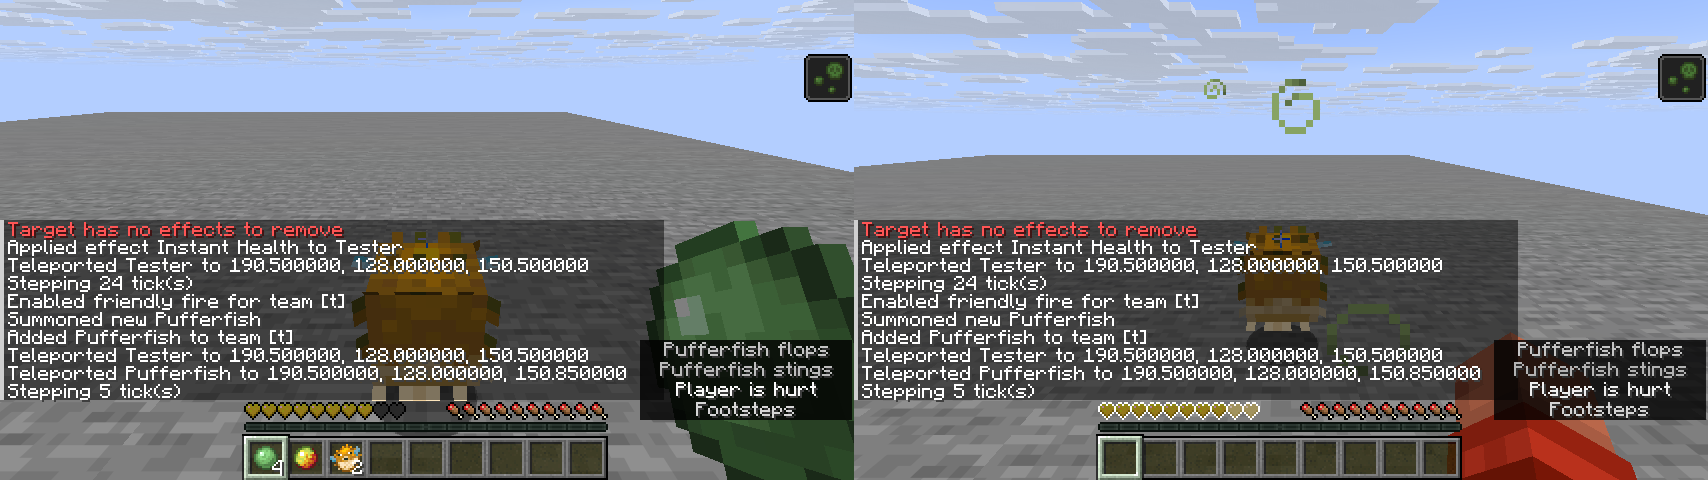 Target has no effects to remove
Applied effect Instant Health to Tester
Teleported Tester to 190.500000, 128.000000, 150.500000
Stepping 24 tick(s)
Enabled friendly fire for team [t]
Summoned new Pufferfish
Added Pufferfish to team [t]
Teleported Tester to 190.500000, 128.000000, 150.500000
Teleported Pufferfish to 190.500000, 128.000000, 150.850000
Stepping 5 tick(s)
Pufferfish flops
Pufferfish stings
Player is hurt
Footsteps
4
2
Target has no effects to remove
Applied effect Instant Health to Tester
Teleported Tester to 190.500000, 128.000000, 150.500000
Stepping 24 tick(s)
Enabled friendly fire for team [t]
Summoned new Pufferfish
Added Pufferfish to team [t]
Teleported Tester to 190.500000, 128.000000, 150.500000
Teleported Pufferfish to 190.500000, 128.000000, 150.850000
Stepping 5 tick(s)
Pufferfish flops
Pufferfish stings
Player is hurt
Footsteps